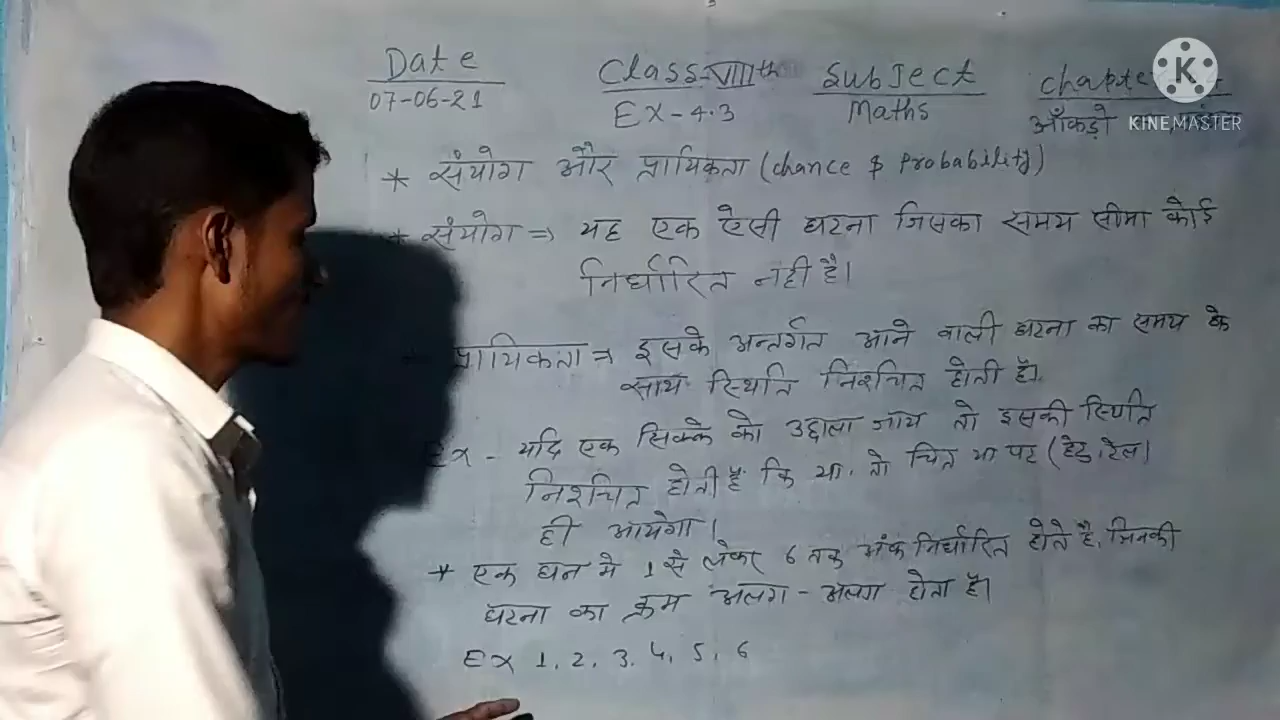 Date Class-VIIIth Subject
07-06-21 Ex-4.3 Maths
आँकड़ो
KINEMASTER
* संयोग और प्रायिकता (chance & Probability)
* संयोग ⇒ यह एक ऐसी घटना जिसका समय सीमा कोई
निर्धारित नही है।
प्रायिकता ⇒ इसके अन्तर्गत आने वाली घटना का समय के
साथ स्थिति निश्चित होती है।
Ex - यदि एक सिक्के को उछाला जाय तो इसकी स्थिति
निश्चित होती है कि या तो चित या पट (हेड, टेल)
ही आयेगा।
* एक घन मे 1 से लेकर 6 तक अंक निर्धारित होते है, जिनकी
घटना का क्रम अलग-अलग होता है।
Ex 1, 2, 3, 4, 5, 6